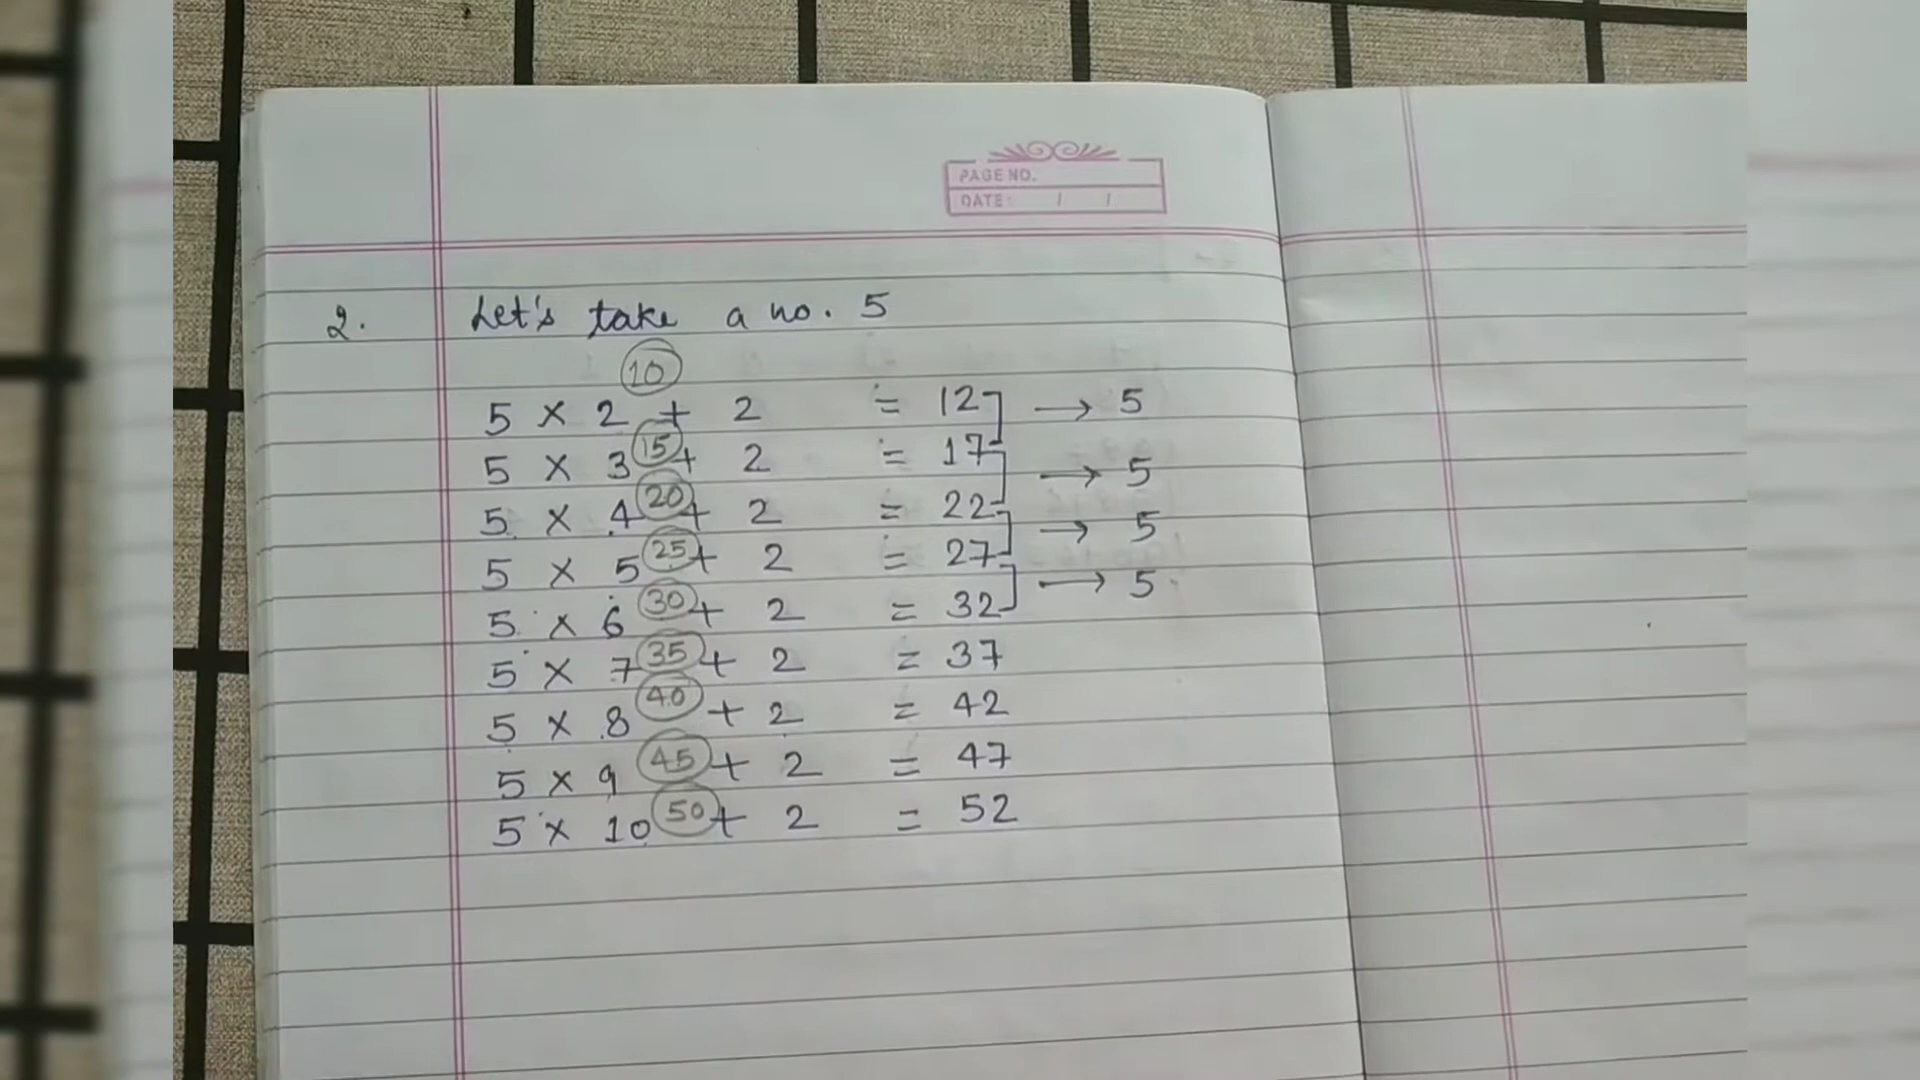 PAGE NO.
DATE: / /
2. Let's take a no. 5
10
5 × 2 + 2 = 12 → 5
5 × 3 15 + 2 = 17
→ 5
5 × 4 20 + 2 = 22
→ 5
5 × 5 25 + 2 = 27
→ 5
5 × 6 30 + 2 = 32
5 × 7 35 + 2 = 37
5 × 8 40 + 2 = 42
5 × 9 45 + 2 = 47
5 × 10 50 + 2 = 52